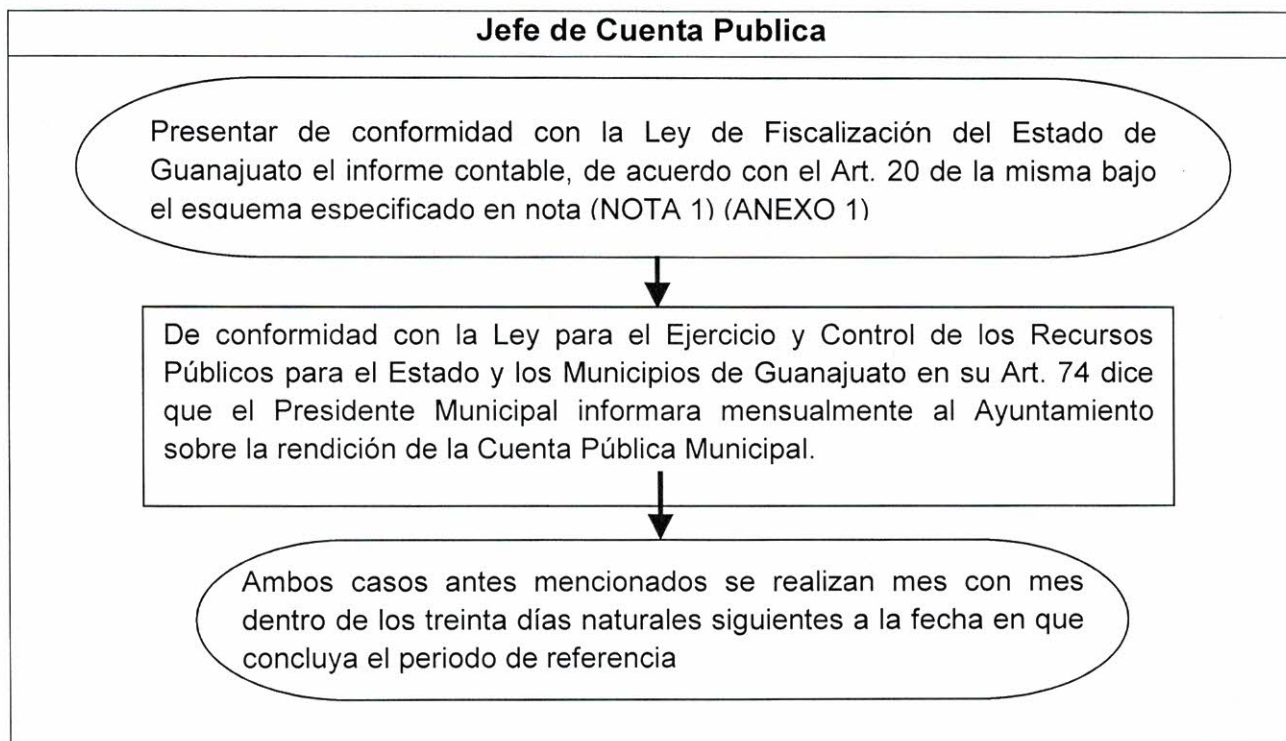 Jefe de Cuenta Publica
Presentar de conformidad con la Ley de Fiscalización del Estado de
Guanajuato el informe contable, de acuerdo con el Art. 20 de la misma bajo
el esquema especificado en nota (NOTA 1) (ANEXO 1)
De conformidad con la Ley para el Ejercicio y Control de los Recursos
Públicos para el Estado y los Municipios de Guanajuato en su Art. 74 dice
que el Presidente Municipal informara mensualmente al Ayuntamiento
sobre la rendición de la Cuenta Pública Municipal.
Ambos casos antes mencionados se realizan mes con mes
dentro de los treinta días naturales siguientes a la fecha en que
concluya el periodo de referencia